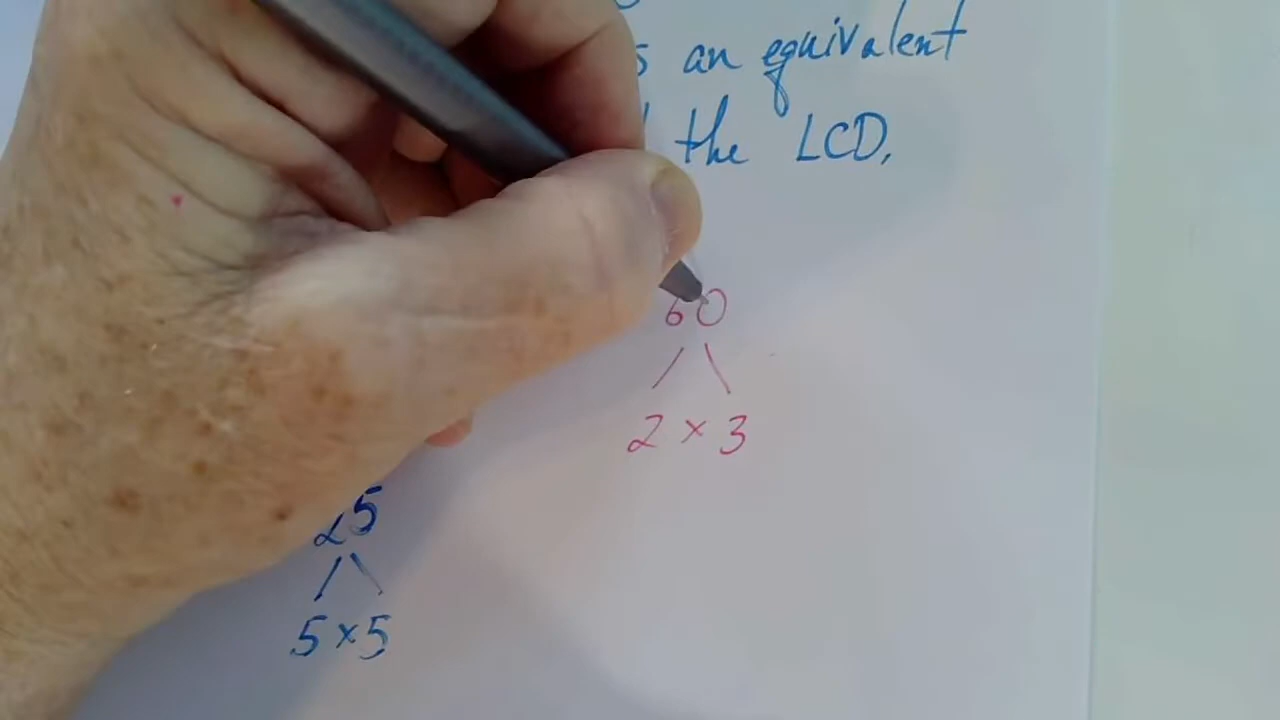 an equivalent
the LCD,
60
2 × 3
25
5 × 5